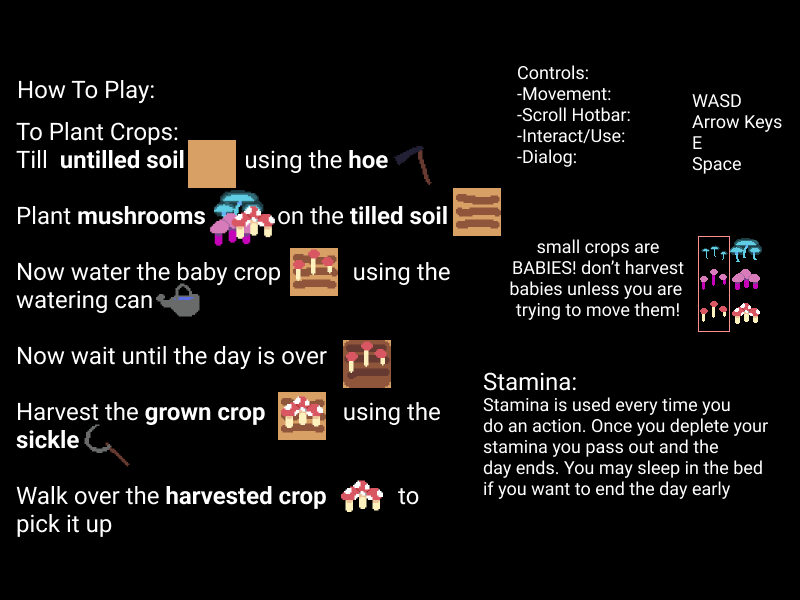 How To Play:
To Plant Crops:
Till untilled soil using the hoe
Plant mushrooms on the tilled soil
Now water the baby crop using the
watering can
Now wait until the day is over
Harvest the grown crop using the
sickle
Walk over the harvested crop to
pick it up
Controls:
-Movement: WASD
-Scroll Hotbar: Arrow Keys
-Interact/Use: E
-Dialog: Space
small crops are
BABIES! don't harvest
babies unless you are
trying to move them!
Stamina:
Stamina is used every time you
do an action. Once you deplete your
stamina you pass out and the
day ends. You may sleep in the bed
if you want to end the day early